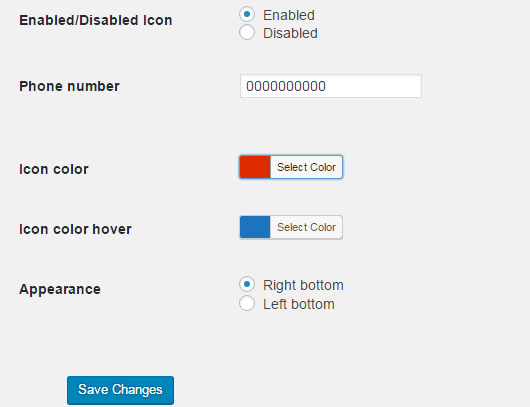 Enabled/Disabled Icon
Enabled
Disabled
Phone number
0000000000
Icon color
Select Color
Icon color hover
Select Color
Appearance
Right bottom
Left bottom
Save Changes